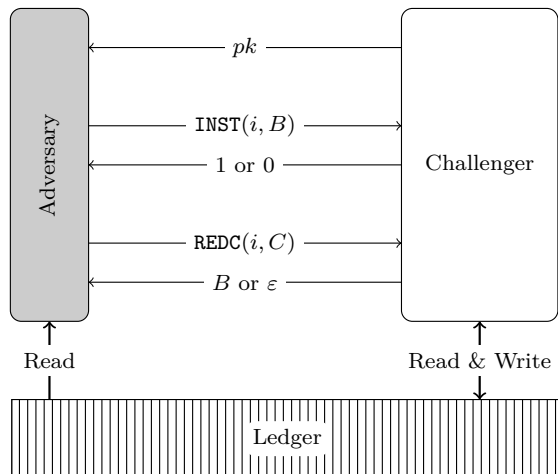 pk
Adversary
INST(i, B)
1 or 0
Challenger
REDC(i, C)
B or ε
Read
Read & Write
Ledger